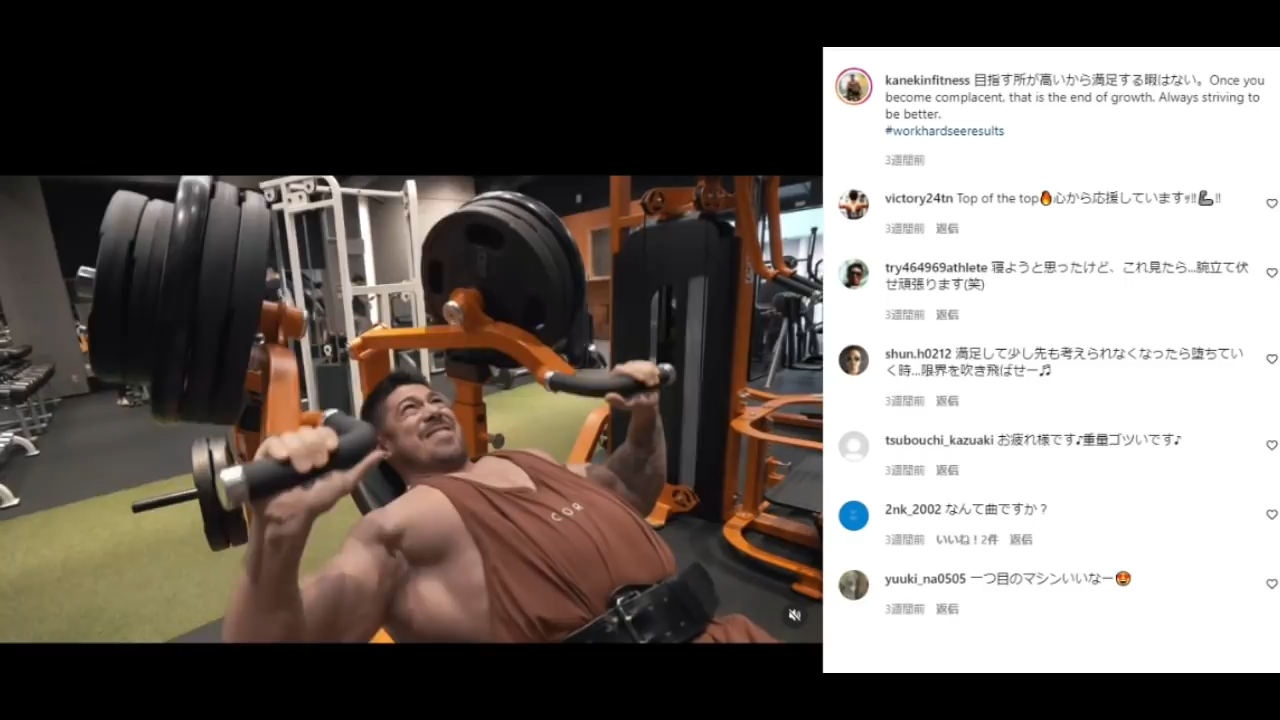 COR
kanekinfitness 目指す所が高いから満足する暇はない。Once you
become complacent, that is the end of growth. Always striving to
be better.
#workhardseeresults
3週間前
victory24tn Top of the top🔥心から応援していますｯ!!💪!!
3週間前 返信
try464969athlete 寝ようと思ったけど、これ見たら...腕立て伏
せ頑張ります(笑)
3週間前 返信
shun.h0212 満足して少し先も考えられなくなったら堕ちてい
く時...限界を吹き飛ばせー♫
3週間前 返信
tsubouchi_kazuaki お疲れ様です♪重量ゴツいです♪
3週間前 返信
2nk_2002 なんて曲ですか？
3週間前 いいね！2件 返信
yuuki_na0505 一つ目のマシンいいなー🤩
3週間前 返信